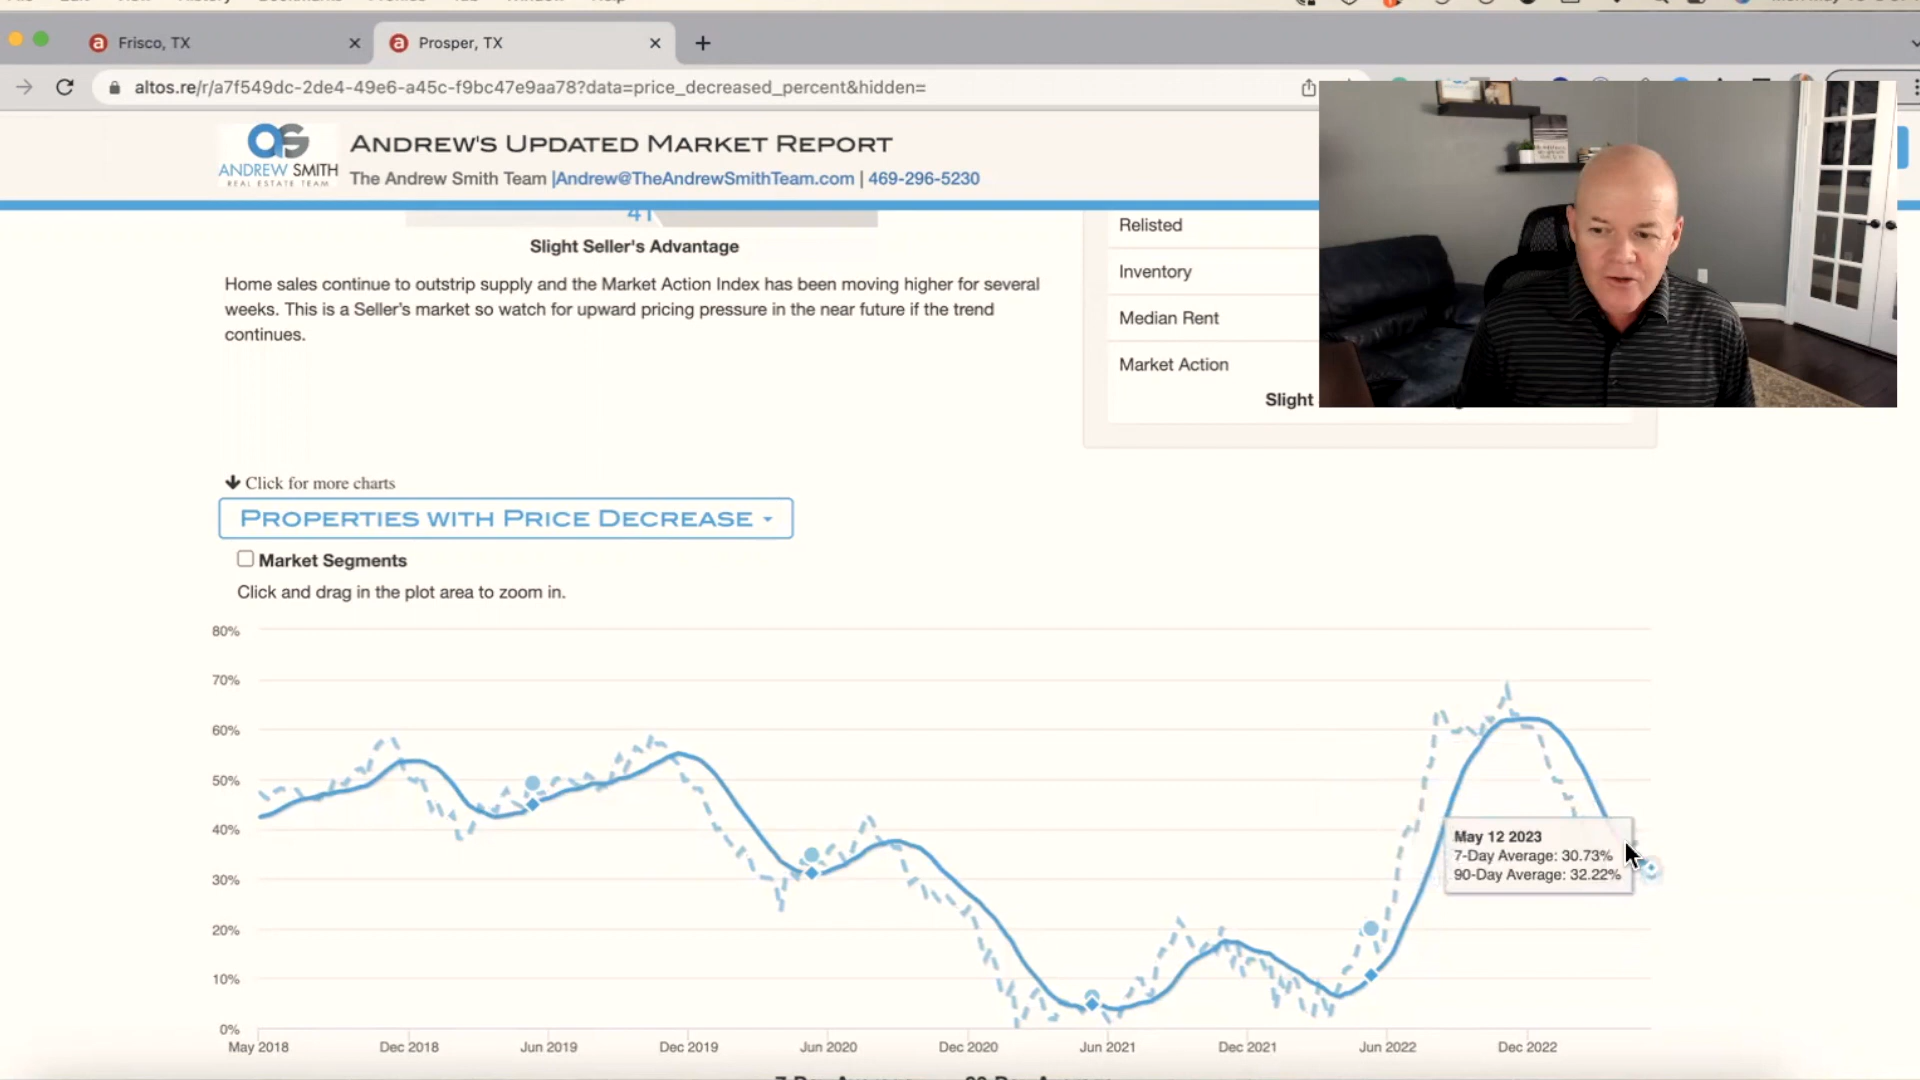 Frisco, TX
Prosper, TX
altos.re/r/a7f549dc-2de4-49e6-a45c-f9bc47e9aa78?data=price_decreased_percent&hidden=
ANDREW SMITH
REAL ESTATE TEAM
ANDREW'S UPDATED MARKET REPORT
The Andrew Smith Team |Andrew@TheAndrewSmithTeam.com | 469-296-5230
41
Slight Seller's Advantage
Home sales continue to outstrip supply and the Market Action Index has been moving higher for several
weeks. This is a Seller's market so watch for upward pricing pressure in the near future if the trend
continues.
Relisted
Inventory
Median Rent
Market Action
Slight
Click for more charts
PROPERTIES WITH PRICE DECREASE
Market Segments
Click and drag in the plot area to zoom in.
80%
70%
60%
50%
40%
30%
20%
10%
0%
May 12 2023
7-Day Average: 30.73%
90-Day Average: 32.22%
May 2018 Dec 2018 Jun 2019 Dec 2019 Jun 2020 Dec 2020 Jun 2021 Dec 2021 Jun 2022 Dec 2022